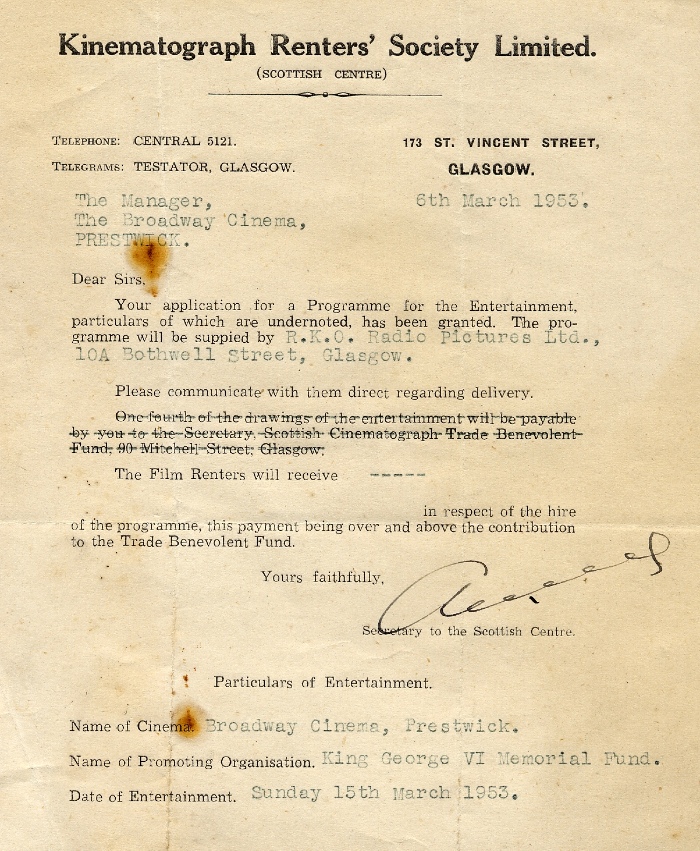 Kinematograph Renters' Society Limited.
(SCOTTISH CENTRE)
TELEPHONE: CENTRAL 5121.
TELEGRAMS: TESTATOR, GLASGOW.
173 ST. VINCENT STREET,
GLASGOW.
6th March 1953.
The Manager,
The Broadway Cinema,
PRESTWICK.
Dear Sirs,
Your application for a Programme for the Entertainment,
particulars of which are undernoted, has been granted. The pro-
gramme will be suppied by R.K.O. Radio Pictures Ltd.,
10A Bothwell Street, Glasgow.
Please communicate with them direct regarding delivery.
One fourth of the drawings of the entertainment will be payable
by you to the Secretary, Scottish Cinematograph Trade Benevolent
Fund, 90 Mitchell Street, Glasgow.
The Film Renters will receive -----
in respect of the hire
of the programme, this payment being over and above the contribution
to the Trade Benevolent Fund.
Yours faithfully,
Secretary to the Scottish Centre.
Particulars of Entertainment.
Name of Cinema. Broadway Cinema, Prestwick.
Name of Promoting Organisation. King George VI Memorial Fund.
Date of Entertainment. Sunday 15th March 1953.